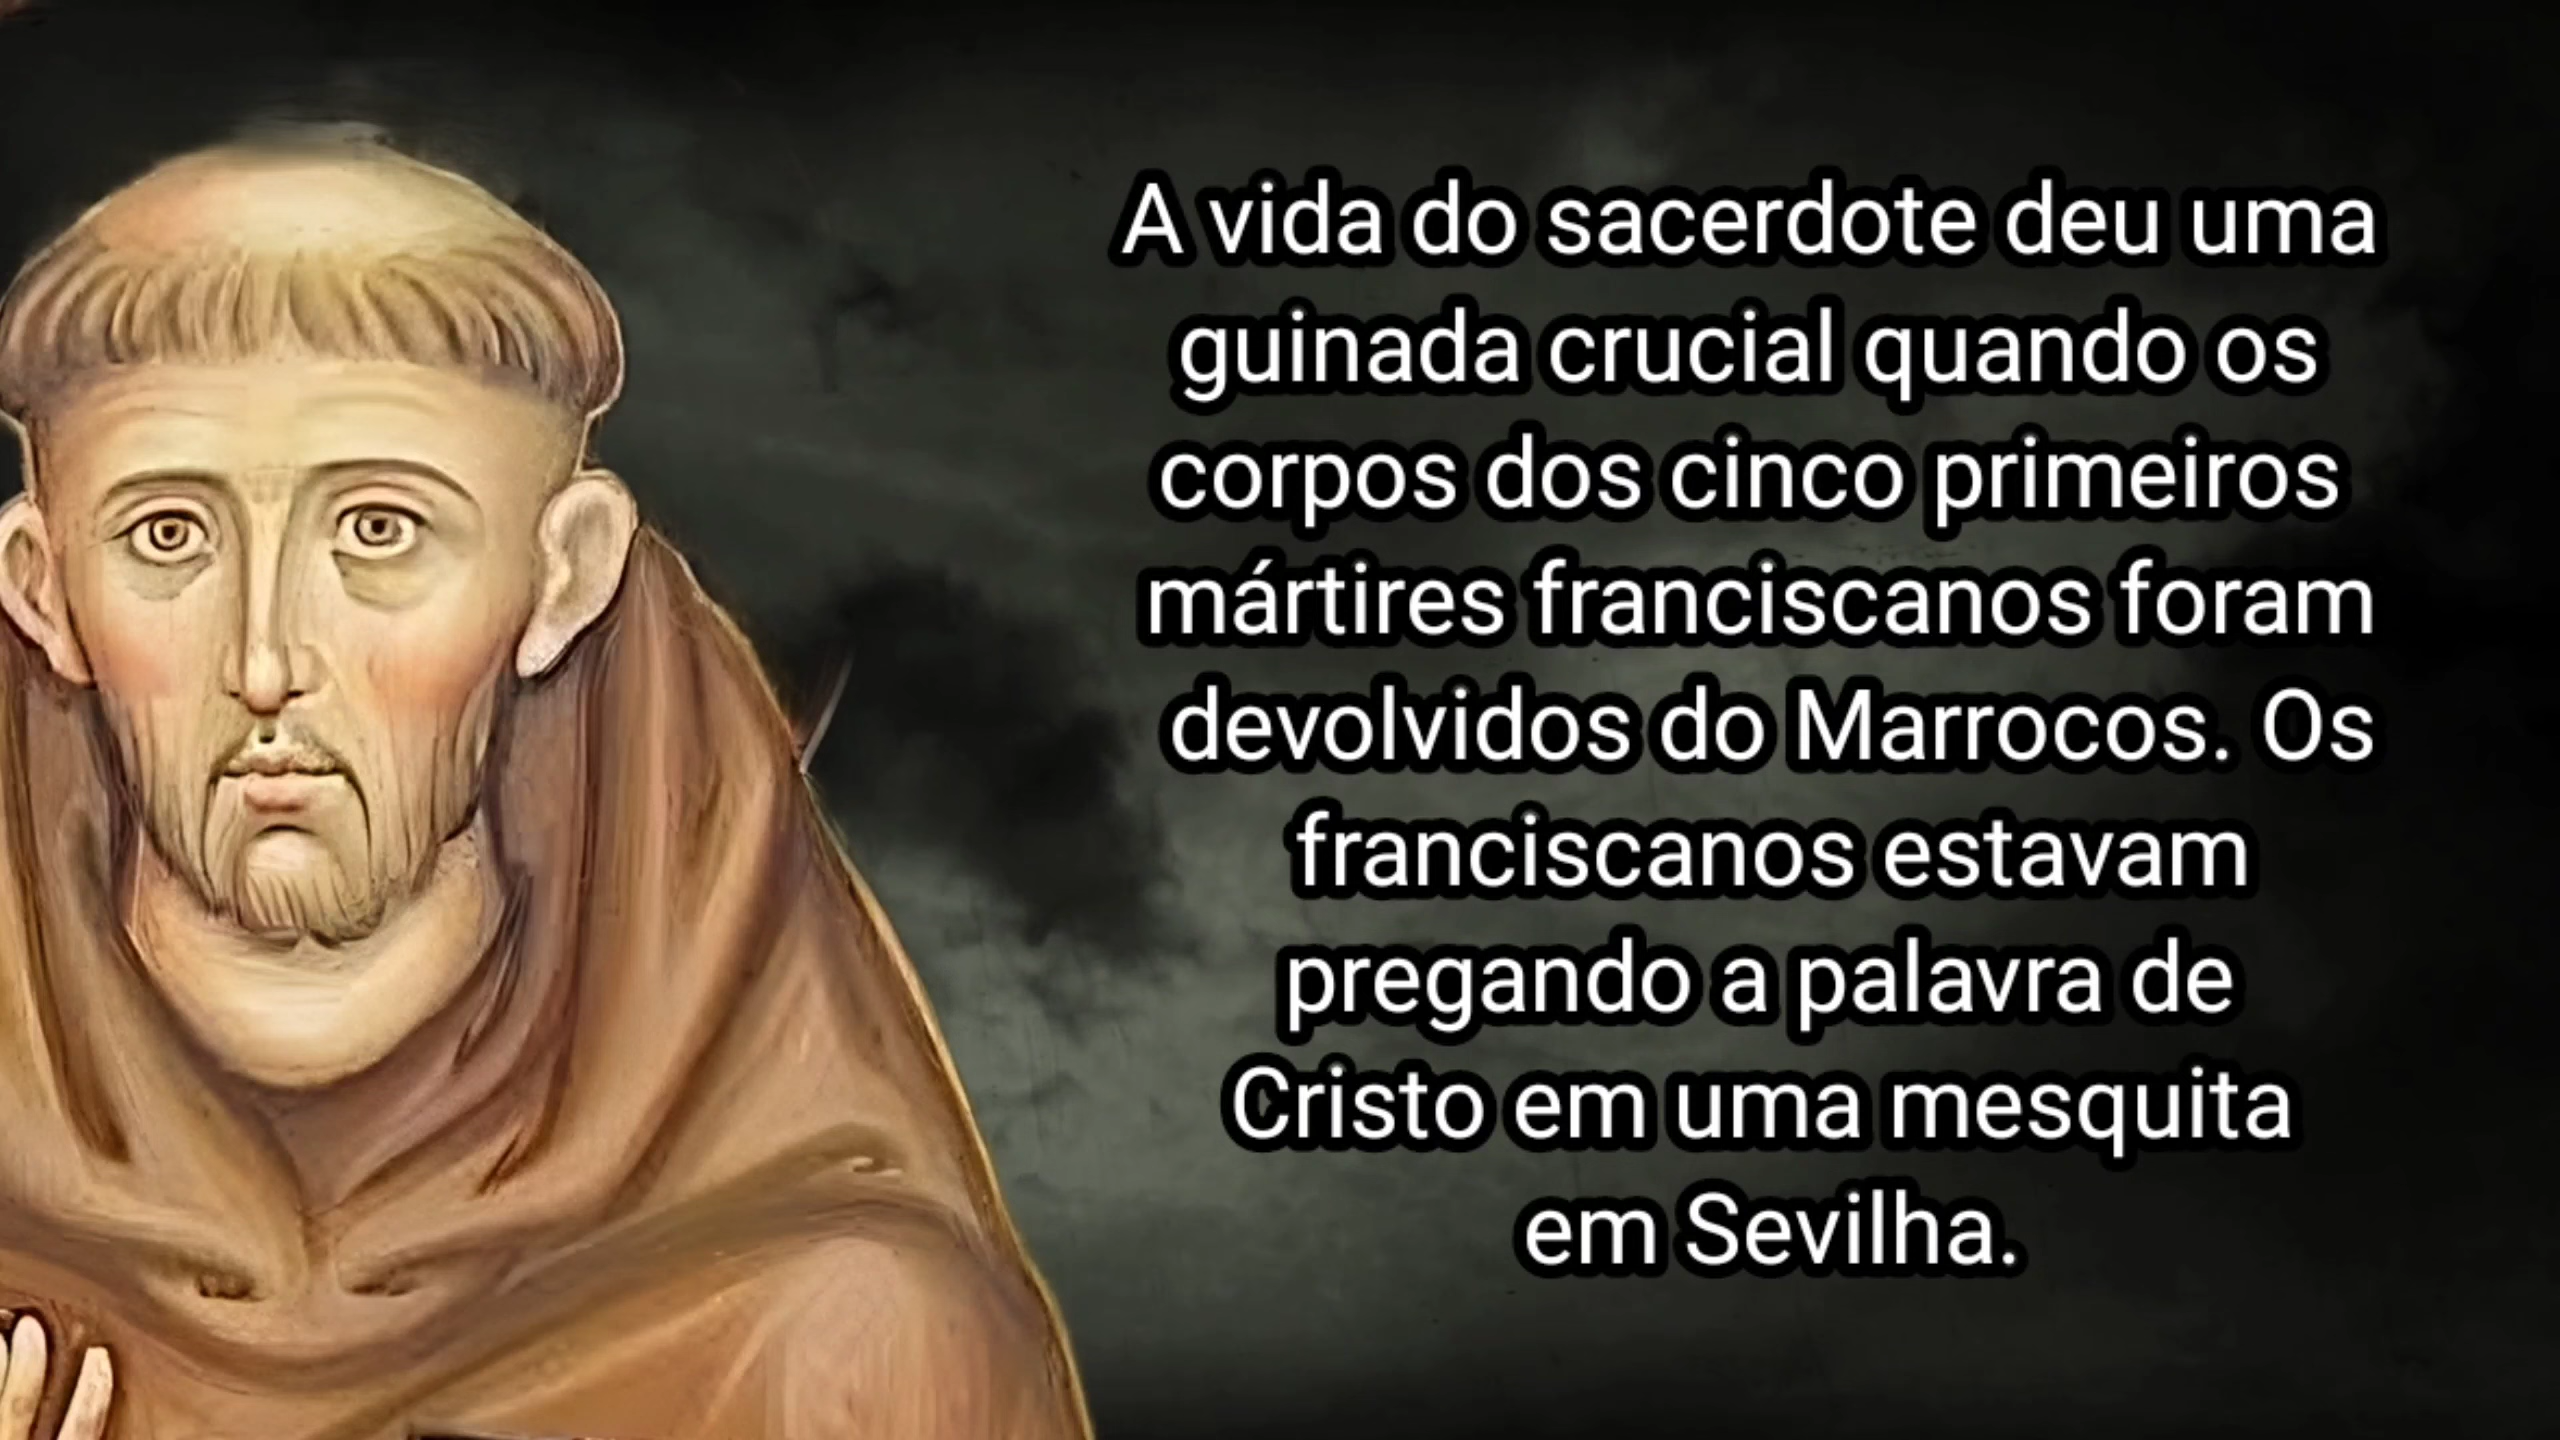 A vida do sacerdote deu uma
guinada crucial quando os
corpos dos cinco primeiros
mártires franciscanos foram
devolvidos do Marrocos. Os
franciscanos estavam
pregando a palavra de
Cristo em uma mesquita
em Sevilha.